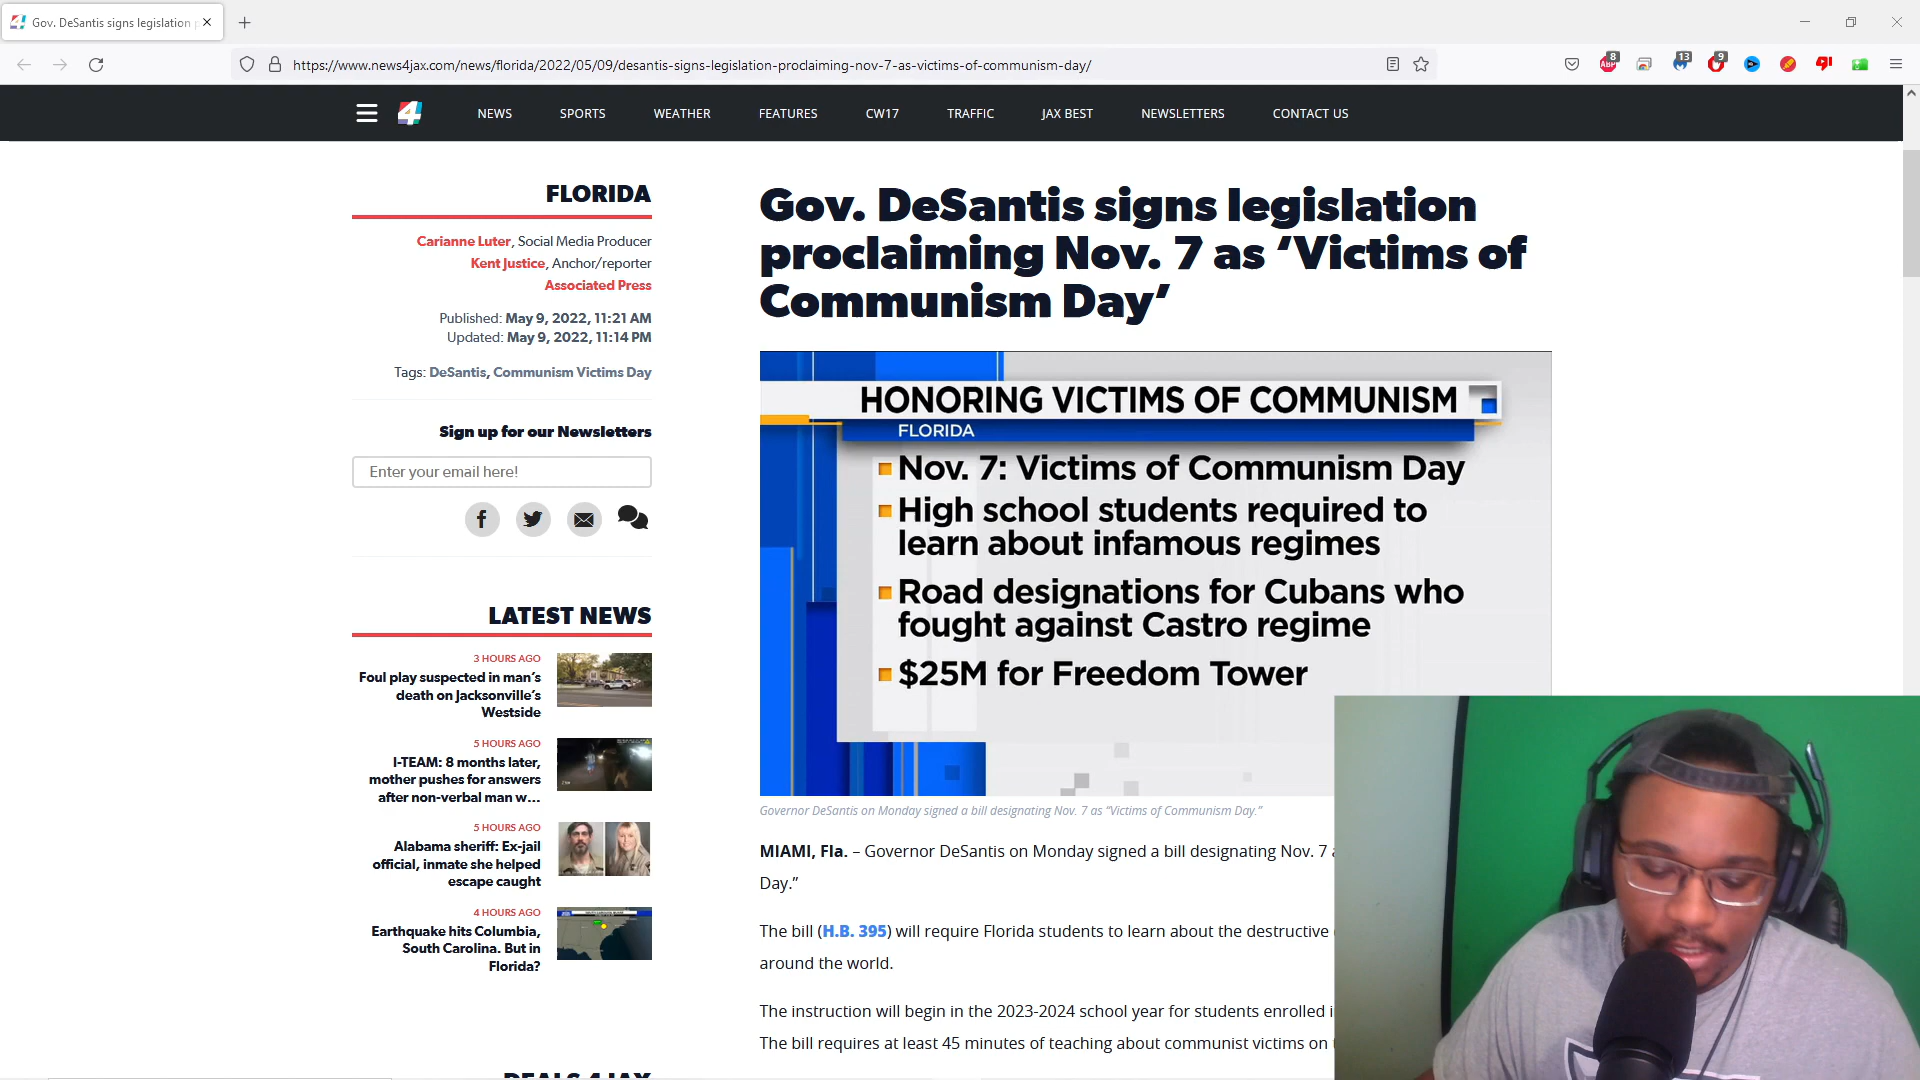 Gov. DeSantis signs legislation
https://www.news4jax.com/news/florida/2022/05/09/desantis-signs-legislation-proclaiming-nov-7-as-victims-of-communism-day/
8
13
9
ABP
4
NEWS
SPORTS
WEATHER
FEATURES
CW17
TRAFFIC
JAX BEST
NEWSLETTERS
CONTACT US
FLORIDA
Carianne Luter, Social Media Producer
Kent Justice, Anchor/reporter
Associated Press
Published: May 9, 2022, 11:21 AM
Updated: May 9, 2022, 11:14 PM
Tags: DeSantis, Communism Victims Day
Sign up for our Newsletters
Enter your email here!
LATEST NEWS
3 HOURS AGO
Foul play suspected in man's
death on Jacksonville's
Westside
5 HOURS AGO
I-TEAM: 8 months later,
mother pushes for answers
after non-verbal man w...
5 HOURS AGO
Alabama sheriff: Ex-jail
official, inmate she helped
escape caught
4 HOURS AGO
Earthquake hits Columbia,
South Carolina. But in
Florida?
DEALS 4 JAX
Gov. DeSantis signs legislation
proclaiming Nov. 7 as ‘Victims of
Communism Day’
HONORING VICTIMS OF COMMUNISM
FLORIDA
Nov. 7: Victims of Communism Day
High school students required to
learn about infamous regimes
Road designations for Cubans who
fought against Castro regime
$25M for Freedom Tower
Governor DeSantis on Monday signed a bill designating Nov. 7 as “Victims of Communism Day.”
MIAMI, Fla. – Governor DeSantis on Monday signed a bill designating Nov. 7
Day.”
The bill (H.B. 395) will require Florida students to learn about the destructive
around the world.
The instruction will begin in the 2023-2024 school year for students enrolled
The bill requires at least 45 minutes of teaching about communist victims on